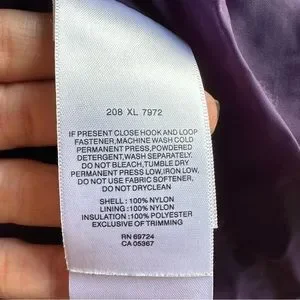 208 XL 7972
IF PRESENT CLOSE HOOK AND LOOP
FASTENER, MACHINE WASH COLD
PERMANENT PRESS, POWDERED
DETERGENT, WASH SEPARATELY.
DO NOT BLEACH, TUMBLE DRY
PERMANENT PRESS LOW, IRON LOW,
DO NOT USE FABRIC SOFTENER,
DO NOT DRYCLEAN
SHELL : 100% NYLON
LINING : 100% NYLON
INSULATION : 100% POLYESTER
EXCLUSIVE OF TRIMMING
RN 69724
CA 05367